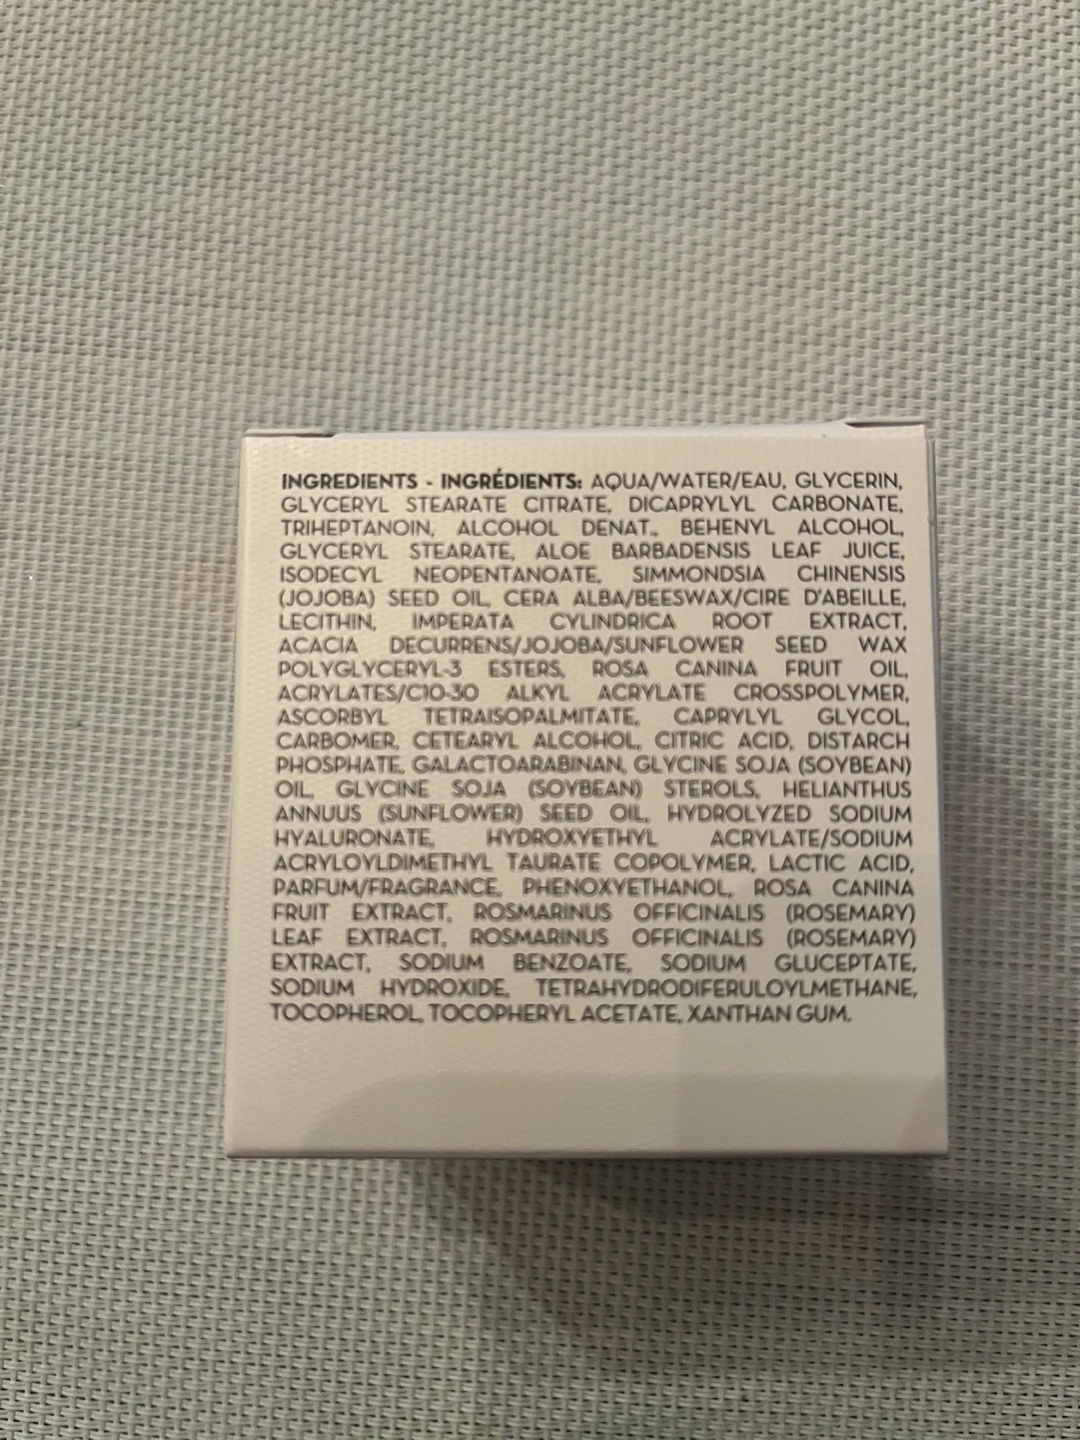 INGREDIENTS - INGRÉDIENTS: AQUA/WATER/EAU, GLYCERIN,
GLYCERYL STEARATE CITRATE, DICAPRYLYL CARBONATE,
TRIHEPTANOIN, ALCOHOL DENAT., BEHENYL ALCOHOL,
GLYCERYL STEARATE, ALOE BARBADENSIS LEAF JUICE,
ISODECYL NEOPENTANOATE, SIMMONDSIA CHINENSIS
(JOJOBA) SEED OIL, CERA ALBA/BEESWAX/CIRE D'ABEILLE,
LECITHIN, IMPERATA CYLINDRICA ROOT EXTRACT,
ACACIA DECURRENS/JOJOBA/SUNFLOWER SEED WAX
POLYGLYCERYL-3 ESTERS, ROSA CANINA FRUIT OIL,
ACRYLATES/C10-30 ALKYL ACRYLATE CROSSPOLYMER,
ASCORBYL TETRAISOPALMITATE, CAPRYLYL GLYCOL,
CARBOMER, CETEARYL ALCOHOL, CITRIC ACID, DISTARCH
PHOSPHATE, GALACTOARABINAN, GLYCINE SOJA (SOYBEAN)
OIL, GLYCINE SOJA (SOYBEAN) STEROLS, HELIANTHUS
ANNUUS (SUNFLOWER) SEED OIL, HYDROLYZED SODIUM
HYALURONATE, HYDROXYETHYL ACRYLATE/SODIUM
ACRYLOYLDIMETHYL TAURATE COPOLYMER, LACTIC ACID,
PARFUM/FRAGRANCE, PHENOXYETHANOL, ROSA CANINA
FRUIT EXTRACT, ROSMARINUS OFFICINALIS (ROSEMARY)
LEAF EXTRACT, ROSMARINUS OFFICINALIS (ROSEMARY)
EXTRACT, SODIUM BENZOATE, SODIUM GLUCEPTATE,
SODIUM HYDROXIDE, TETRAHYDRODIFERULOYLMETHANE,
TOCOPHEROL, TOCOPHERYL ACETATE, XANTHAN GUM.